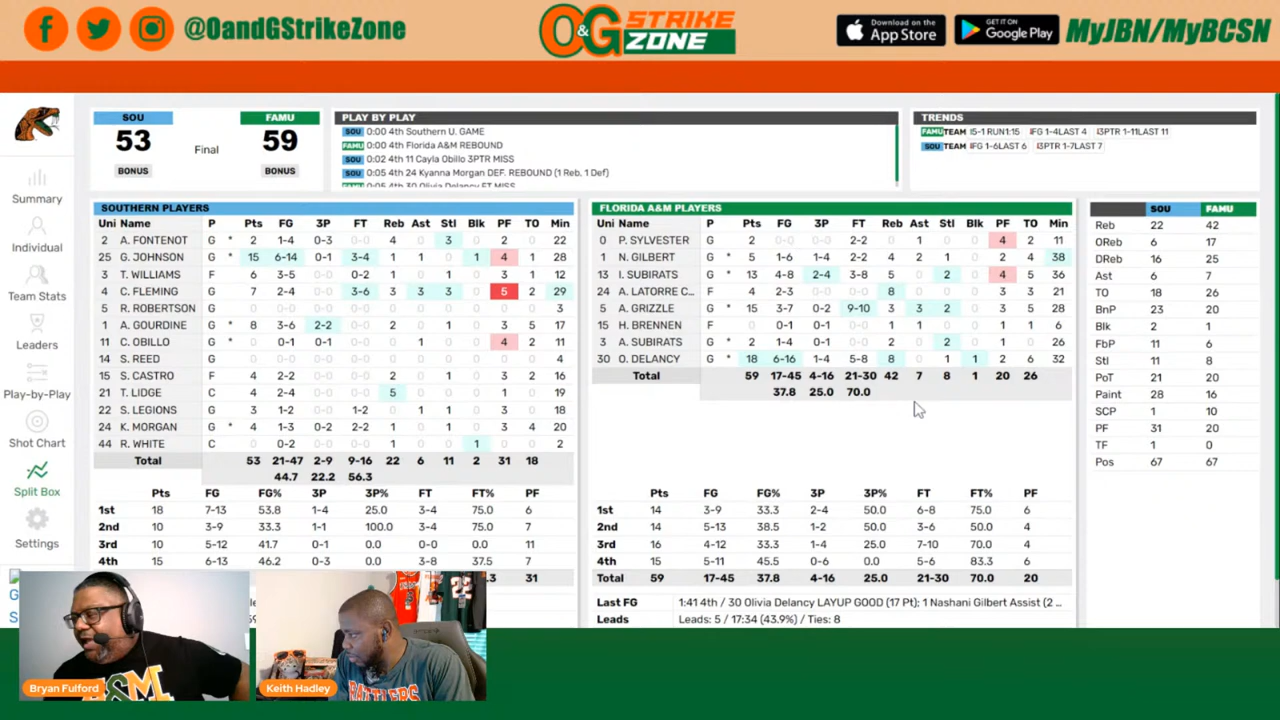 @OandGStrikeZone
O&G STRIKE ZONE
Download on the App Store
GET IT ON Google Play
MyJBN/MyBCSN
SOU
53
BONUS
Final
FAMU
59
BONUS
PLAY BY PLAY
SOU 0:00 4th Southern U. GAME
FAMU 0:00 4th Florida A&M REBOUND
SOU 0:02 4th 11 Cayla Obillo 3PTR MISS
SOU 0:05 4th 24 Kyanna Morgan DEF. REBOUND (1 Reb, 1 Def)
FAMU 0:05 4th 30 Olivia Delancy FT MISS
TRENDS
FAMU TEAM I5-1 RUN1:15 IFG 1-4LAST 4 I3PTR 1-11LAST 11
SOU TEAM IFG 1-6LAST 6 I3PTR 1-7LAST 7
Summary
Individual
Team Stats
Leaders
Play-by-Play
Shot Chart
Split Box
Settings
SOUTHERN PLAYERS
Uni Name P Pts FG 3P FT Reb Ast Stl Blk PF TO Min
2 A. FONTENOT G * 2 1-4 0-3 0-0 4 0 3 0 2 0 22
25 G. JOHNSON G * 15 6-14 0-1 3-4 0 0 0 1 4 1 28
3 T. WILLIAMS F 6 3-5 0-0 0-2 1 0 1 0 3 1 12
4 C. FLEMING G 7 2-4 0-0 3-6 3 3 3 0 5 2 29
5 R. ROBERTSON G 0 0-0 0-0 0-0 0 0 0 0 0 0 3
1 A. GOURDINE G * 8 3-6 2-2 0-0 2 0 1 0 3 5 17
11 C. OBILLO G * 0 0-1 0-1 0-0 0 0 0 0 4 2 11
14 S. REED G 0 0-0 0-0 0-0 0 0 0 0 0 0 4
15 S. CASTRO F 4 2-2 0-0 0-0 2 0 1 0 3 2 16
21 T. LIDGE C 4 2-4 0-0 0-0 5 0 0 0 1 0 19
22 S. LEGIONS G 3 1-2 0-0 1-2 0 1 1 0 3 0 18
24 K. MORGAN G * 4 1-3 0-2 2-2 1 1 1 0 3 4 20
44 R. WHITE C 0 0-2 0-0 0-0 1 0 0 1 0 0 2
Total 53 21-47 2-9 9-16 22 6 11 2 31 18
44.7 22.2 56.3
Pts FG FG% 3P 3P% FT FT% PF
1st 18 7-13 53.8 1-4 25.0 3-4 75.0 6
2nd 10 3-9 33.3 1-1 100.0 3-4 75.0 7
3rd 10 5-12 41.7 0-1 0.0 0-0 0.0 11
4th 15 6-13 46.2 0-3 0.0 3-8 37.5 7
31
FLORIDA A&M PLAYERS
Uni Name P Pts FG 3P FT Reb Ast Stl Blk PF TO Min
0 P. SYLVESTER G 2 0-0 0-0 2-2 0 1 0 0 4 2 11
1 N. GILBERT G * 5 1-6 1-4 2-2 4 2 1 0 2 4 38
13 I. SUBIRATS G * 13 4-8 2-4 3-8 5 0 2 0 4 5 36
24 A. LATORRE C... F 4 2-3 0-0 0-0 8 0 0 0 3 3 21
5 A. GRIZZLE G * 15 3-7 0-2 9-10 3 3 2 0 3 5 28
15 H. BRENNEN F 0 0-1 0-1 0-0 1 1 0 0 1 1 6
3 A. SUBIRATS G * 2 1-4 0-1 0-0 0 0 2 0 1 0 26
30 O. DELANCY G * 18 6-16 1-4 5-8 8 0 1 1 2 6 32
Total 59 17-45 4-16 21-30 42 7 8 1 20 26
37.8 25.0 70.0
Pts FG FG% 3P 3P% FT FT% PF
1st 14 3-9 33.3 2-4 50.0 6-8 75.0 6
2nd 14 5-13 38.5 1-2 50.0 3-6 50.0 4
3rd 16 4-12 33.3 1-4 25.0 7-10 70.0 4
4th 15 5-11 45.5 0-6 0.0 5-6 83.3 6
Total 59 17-45 37.8 4-16 25.0 21-30 70.0 20
Last FG 1:41 4th / 30 Olivia Delancy LAYUP GOOD (17 Pt): 1 Nashani Gilbert Assist (2 ...
Leads Leads: 5 / 17:34 (43.9%) / Ties: 8
SOU FAMU
Reb 22 42
OReb 6 17
DReb 16 25
Ast 6 7
TO 18 26
BnP 23 20
Blk 2 1
FbP 11 6
Stl 11 8
PoT 21 20
Paint 28 16
SCP 1 10
PF 31 20
TF 1 0
Pos 67 67
Bryan Fulford
Keith Hadley
RATTLERS